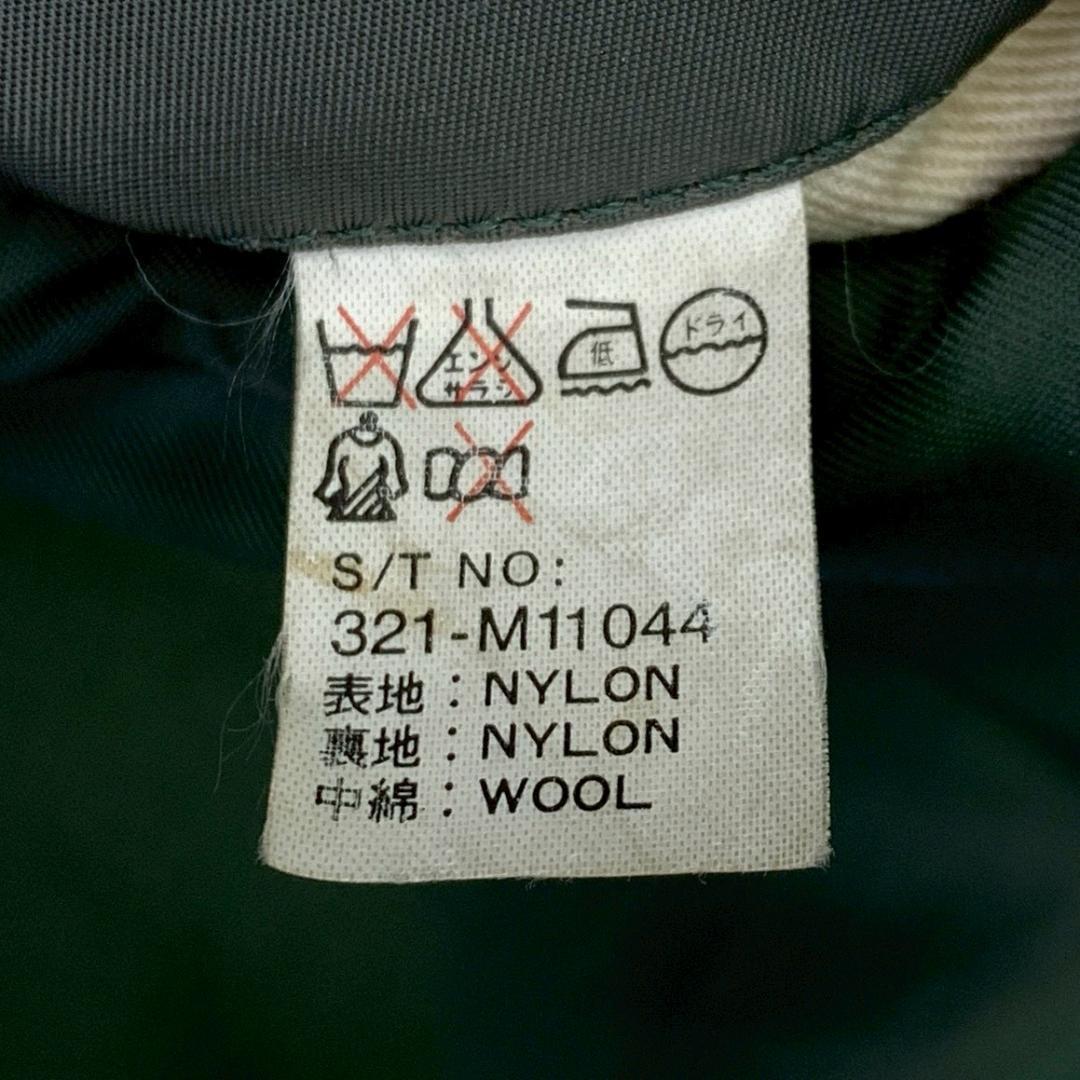 エンソ
サラシ
低
ドライ
S/T NO:
321-M11044
表地:NYLON
裏地:NYLON
中綿:WOOL